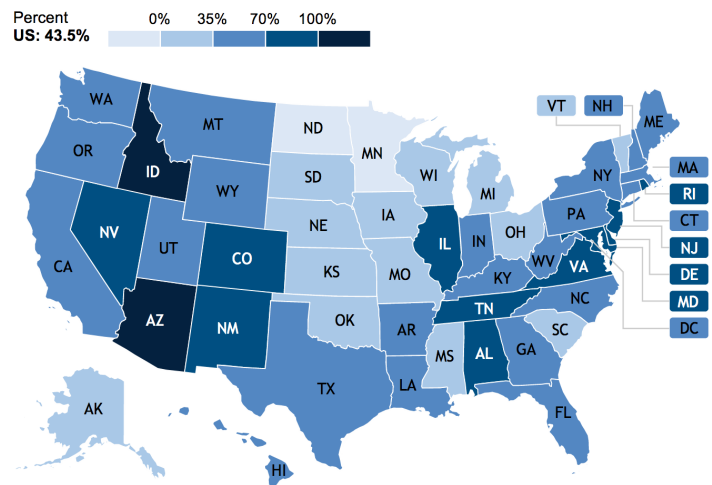 Percent 0% 35% 70% 100%
US: 43.5%
WA
MT
ND
MN
VT NH
ME
OR
ID
SD
WI
MI
NY
MA
WY
RI
NV
NE
IA
IL
IN
OH
PA
CT
CA
UT
CO
KS
MO
KY
WV
VA
NJ
DE
AZ
NM
OK
AR
TN
NC
MD
TX
LA
MS
AL
GA
SC
DC
AK
HI
FL